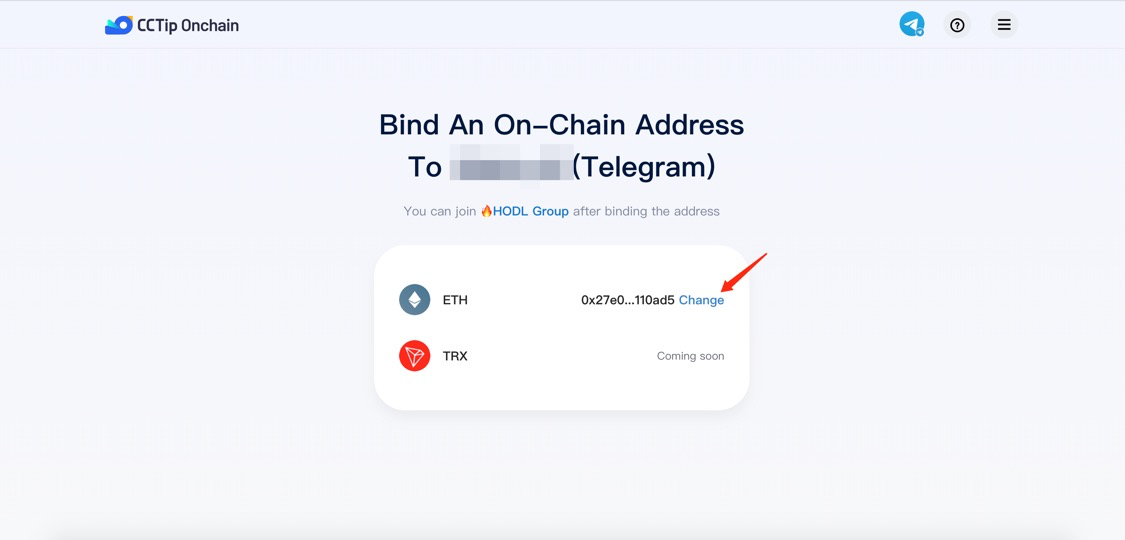 CCTip Onchain
Bind An On-Chain Address
To (Telegram)
You can join 🔥HODL Group after binding the address
ETH 0x27e0...110ad5 Change
TRX Coming soon